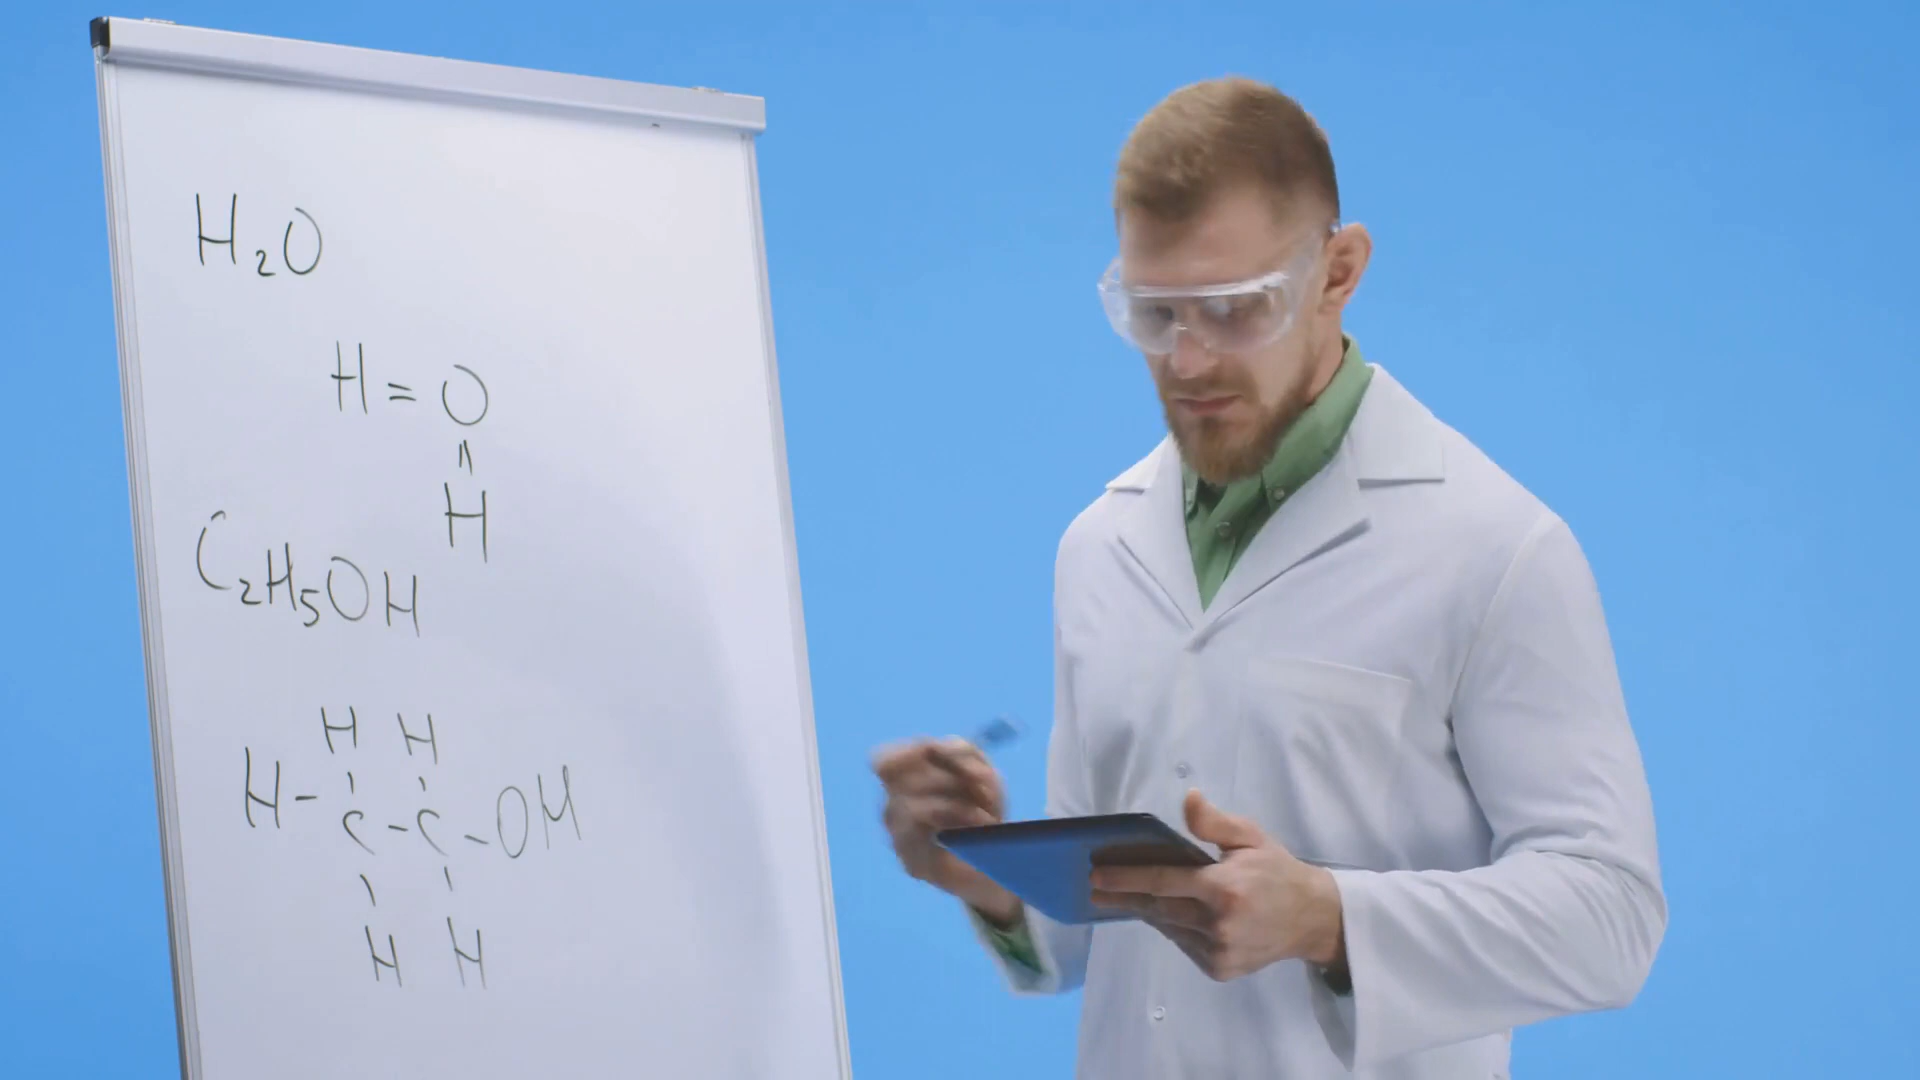 H₂O
H = O
"
H
C₂H₅OH
H H
H - C - C - OH
H H